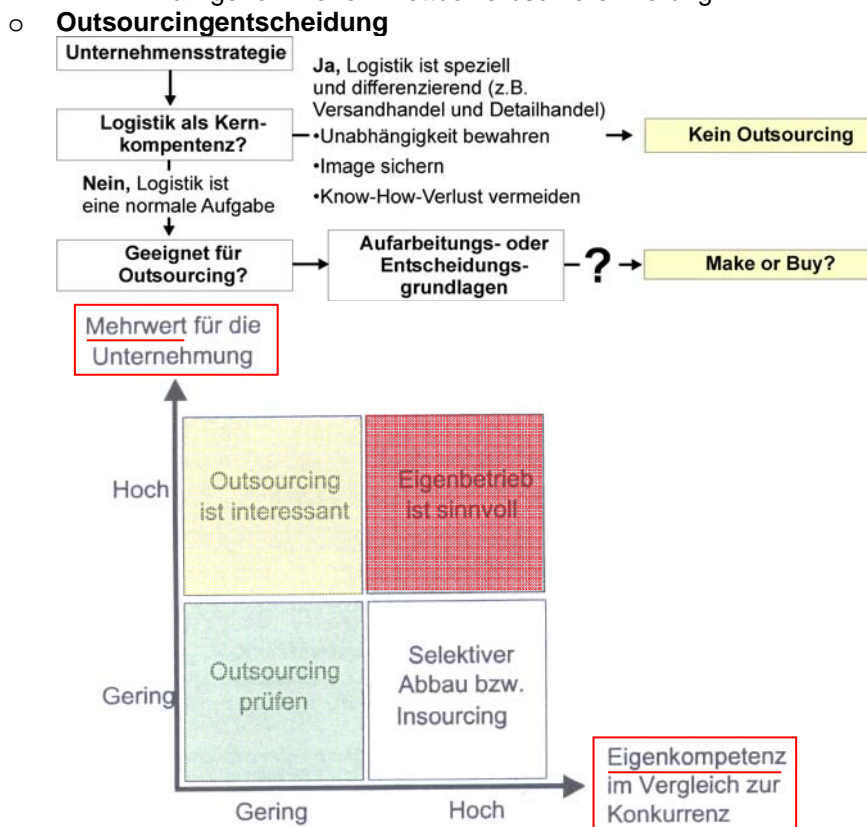 o Outsourcingentscheidung
Unternehmensstrategie
Ja, Logistik ist speziell
und differenzierend (z.B.
Versandhandel und Detailhandel)
Logistik als Kern-
kompetenz?
•Unabhängigkeit bewahren
•Image sichern
•Know-How-Verlust vermeiden
Kein Outsourcing
Nein, Logistik ist
eine normale Aufgabe
Geeignet für
Outsourcing?
Aufarbeitungs- oder
Entscheidungs-
grundlagen
?
Make or Buy?
Mehrwert für die
Unternehmung
Hoch
Outsourcing
ist interessant
Eigenbetrieb
ist sinnvoll
Gering
Outsourcing
prüfen
Selektiver
Abbau bzw.
Insourcing
Gering
Hoch
Eigenkompetenz
im Vergleich zur
Konkurrenz